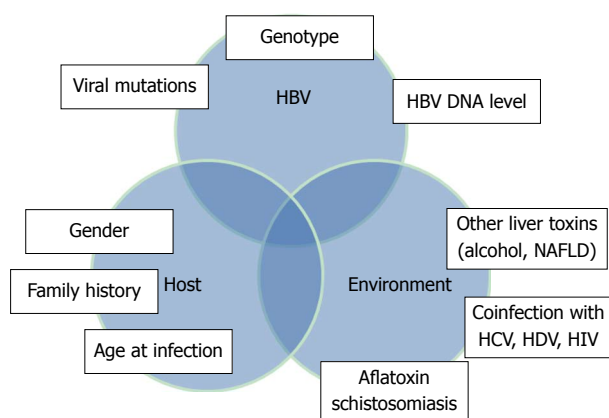 Genotype
Viral mutations
HBV
HBV DNA level
Gender
Family history
Host
Age at infection
Environment
Other liver toxins
(alcohol, NAFLD)
Coinfection with
HCV, HDV, HIV
Aflatoxin
schistosomiasis